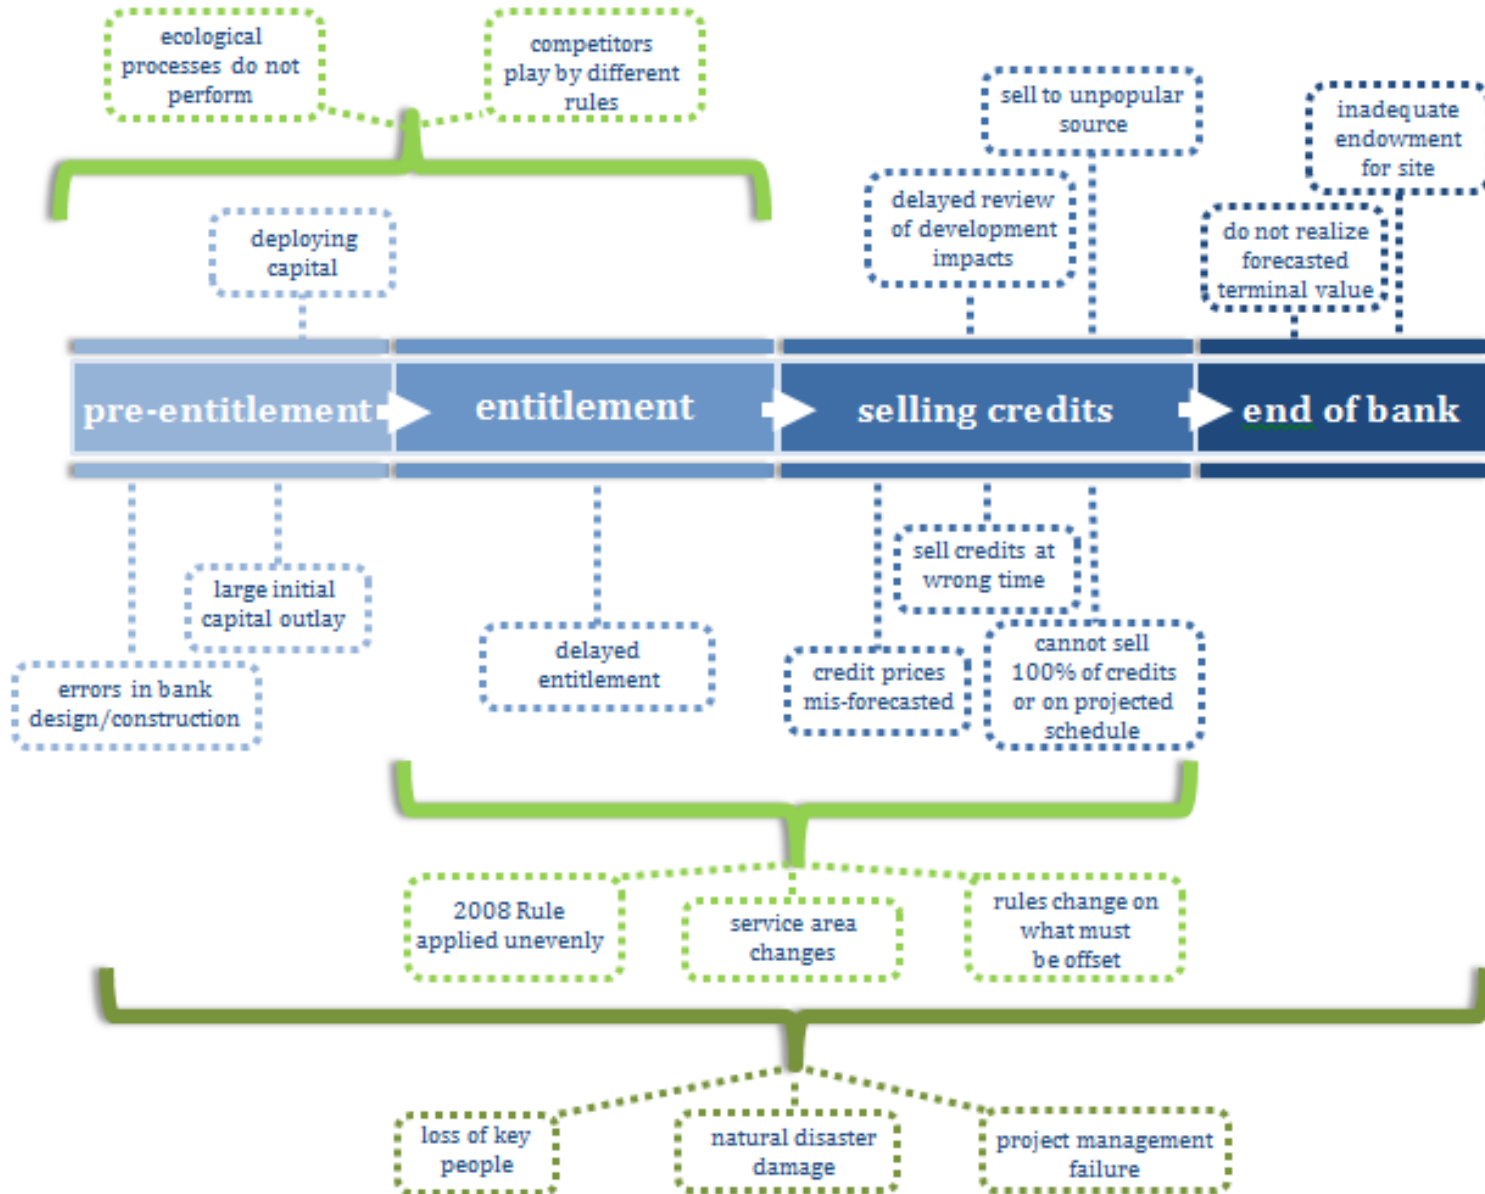 ecological
processes do not
perform
competitors
play by different
rules
sell to unpopular
source
inadequate
endowment
for site
delayed review
of development
impacts
do not realize
forecasted
terminal value
deploying
capital
pre-entitlement
entitlement
selling credits
end of bank
large initial
capital outlay
errors in bank
design/construction
delayed
entitlement
sell credits at
wrong time
credit prices
mis-forecasted
cannot sell
100% of credits
or on projected
schedule
2008 Rule
applied unevenly
service area
changes
rules change on
what must
be offset
loss of key
people
natural disaster
damage
project management
failure